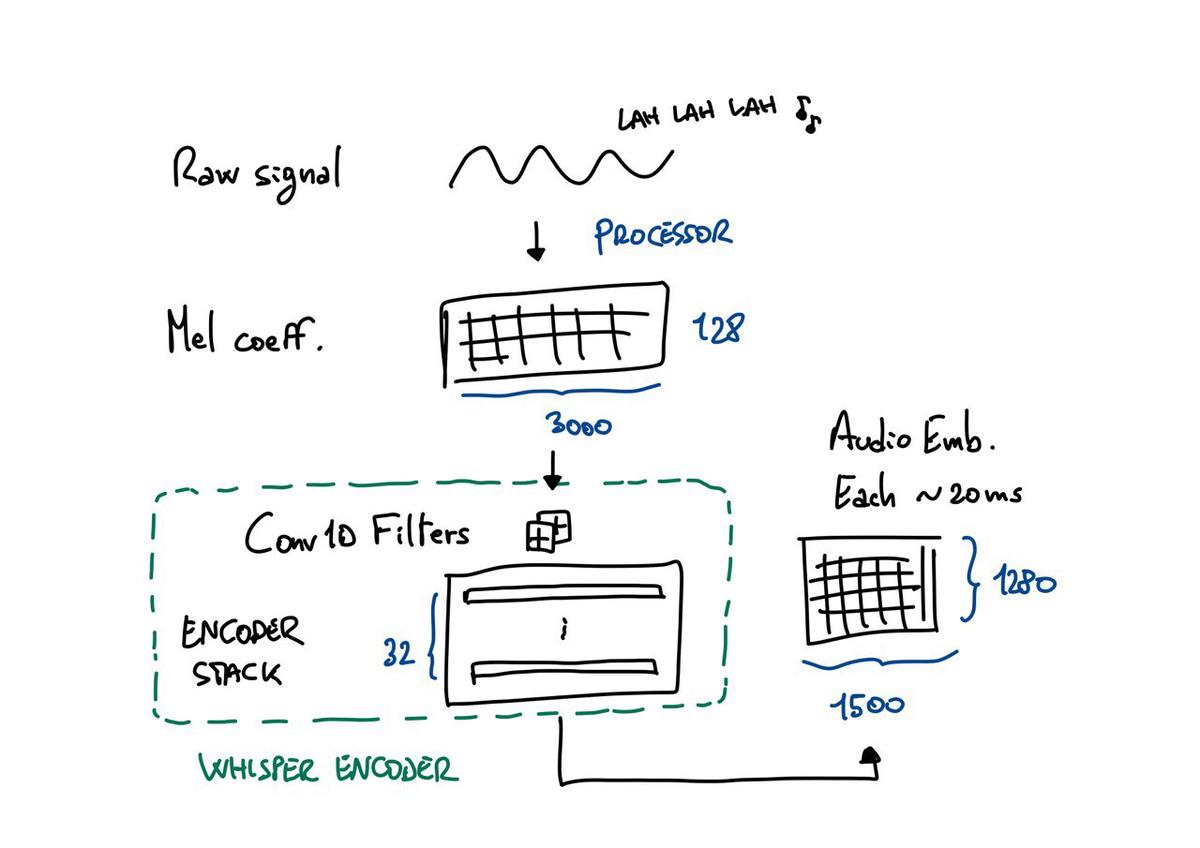 LAH LAH LAH
Raw signal
PROCESSOR
Mel coeff.
128
3000
Audio Emb.
Each ~20ms
Conv1D Filters
1280
ENCODER
STACK
32
1500
WHISPER ENCODER